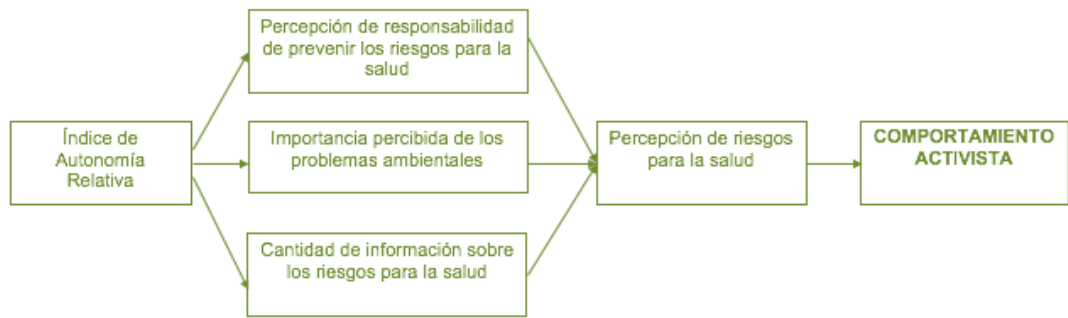 Percepción de responsabilidad
de prevenir los riesgos para la
salud
Índice de
Autonomía
Relativa
Importancia percibida de los
problemas ambientales
Percepción de riesgos
para la salud
COMPORTAMIENTO
ACTIVISTA
Cantidad de información sobre
los riesgos para la salud